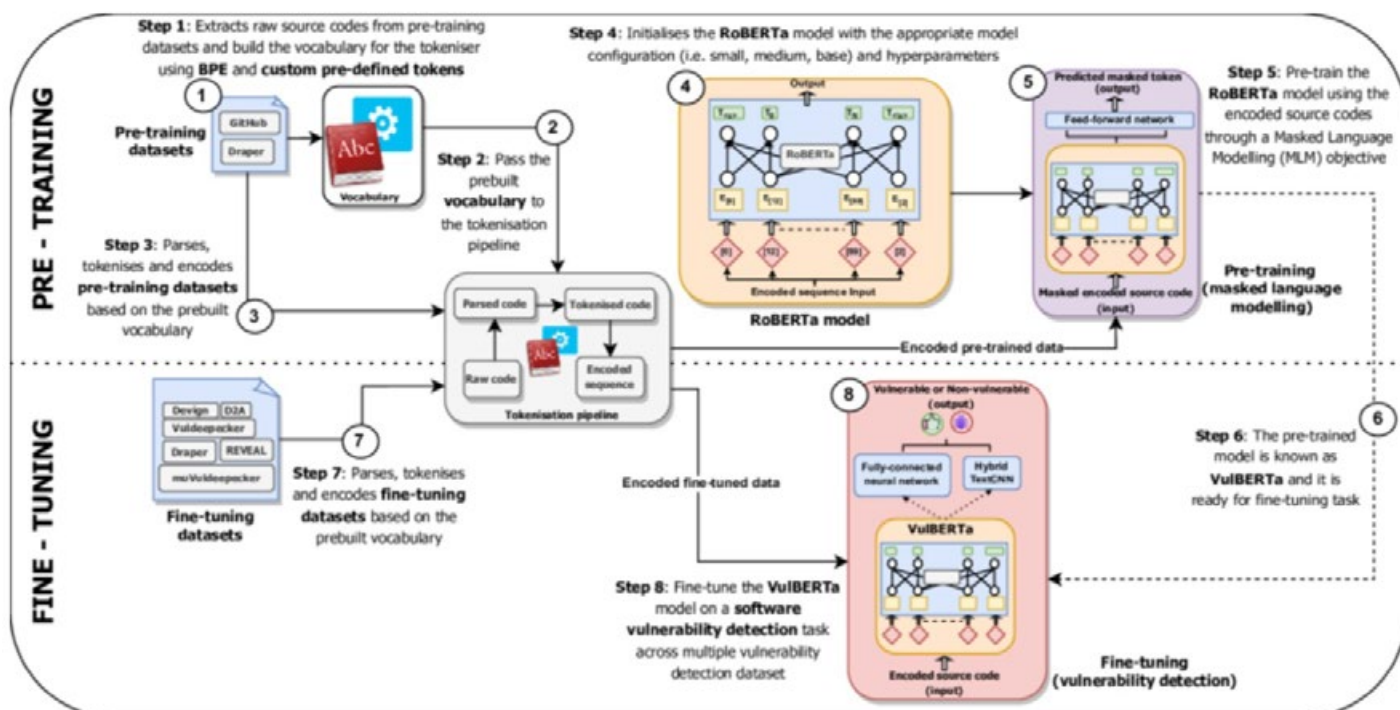 PRE - TRAINING
Step 1: Extracts raw source codes from pre-training
datasets and build the vocabulary for the tokeniser
using BPE and custom pre-defined tokens
1
Pre-training
datasets
GitHub
Draper
Abc
Vocabulary
2
Step 2: Pass the
prebuilt
vocabulary to
the tokenisation
pipeline
Step 3: Parses,
tokenises and encodes
pre-training datasets
based on the prebuilt
vocabulary
3
Step 4: Initialises the RoBERTa model with the appropriate model
configuration (i.e. small, medium, base) and hyperparameters
4
Output
RoBERTa
Encoded sequence Input
RoBERTa model
5
Predicted masked token
(output)
Feed-forward network
Masked encoded source code
(input)
Step 5: Pre-train the
RoBERTa model using the
encoded source codes
through a Masked Language
Modelling (MLM) objective
Pre-training
(masked language
modelling)
Parsed code
Tokenised code
Abc
Raw code
Encoded
sequence
Tokenisation pipeline
Encoded pre-trained data
FINE - TUNING
Devign
D2A
Vuldeepecker
Draper
REVEAL
muVuldeepecker
Fine-tuning
datasets
7
Step 7: Parses, tokenises
and encodes fine-tuning
datasets based on the
prebuilt vocabulary
Encoded fine-tuned data
8
Vulnerable or Non-vulnerable
(output)
Fully-connected
neural network
Hybrid
TextCNN
VulBERTa
Encoded source code
(input)
Step 8: Fine-tune the VulBERTa
model on a software
vulnerability detection task
across multiple vulnerability
detection dataset
6
Step 6: The pre-trained
model is known as
VulBERTa and it is
ready for fine-tuning task
Fine-tuning
(vulnerability detection)